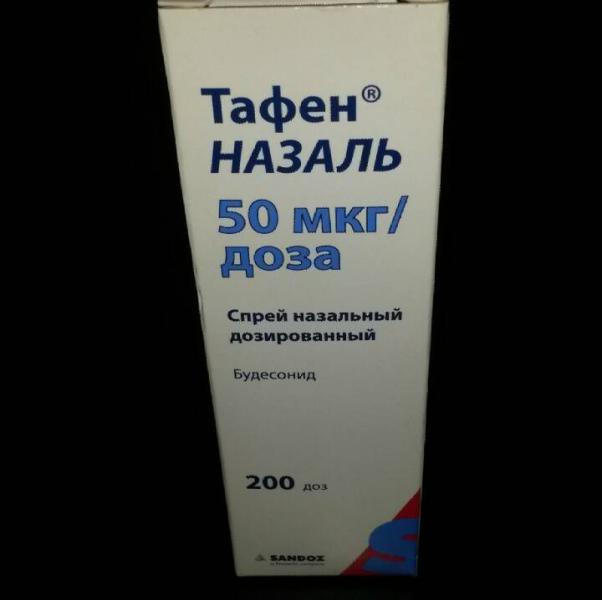 Тафен®
НАЗАЛЬ
50 мкг/
доза
Спрей назальный
дозированный
Будесонид
200 доз
SANDOZ